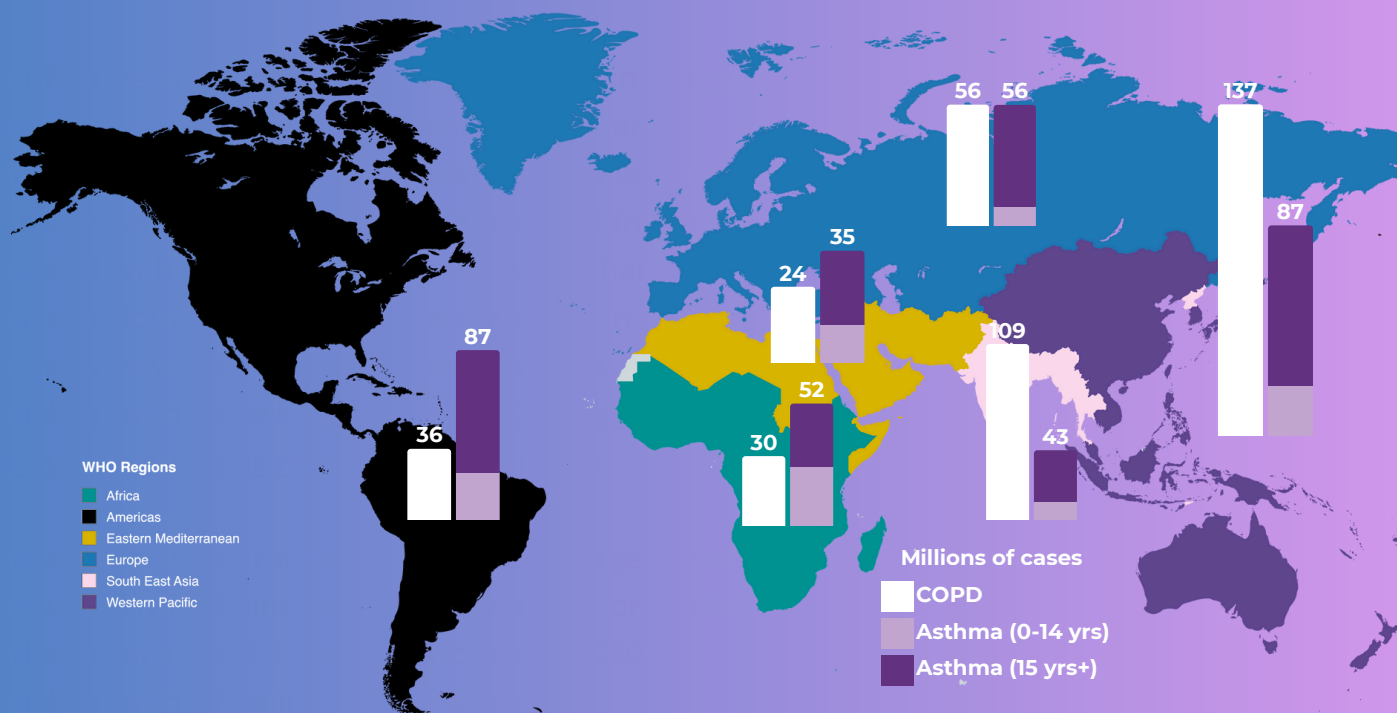 56 56
137
87
35
24
109
87
52
36
30
43
WHO Regions
Africa
Americas
Eastern Mediterranean
Europe
South East Asia
Western Pacific
Millions of cases
COPD
Asthma (0-14 yrs)
Asthma (15 yrs+)